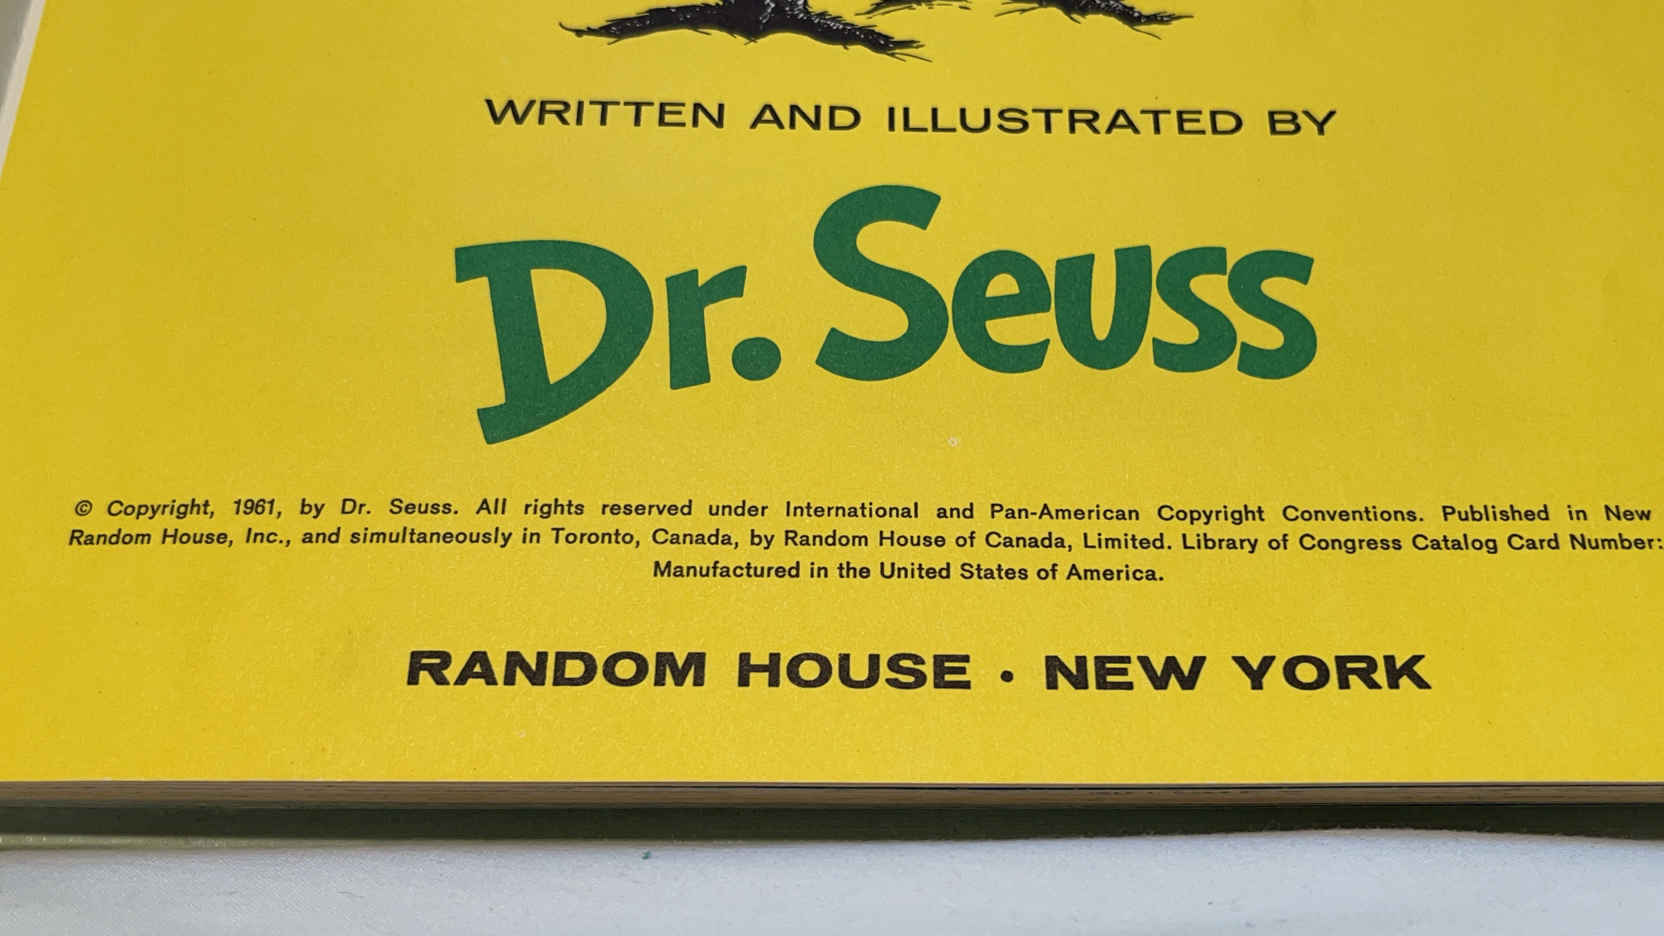 WRITTEN AND ILLUSTRATED BY
Dr. Seuss
© Copyright, 1961, by Dr. Seuss. All rights reserved under International and Pan-American Copyright Conventions. Published in New
Random House, Inc., and simultaneously in Toronto, Canada, by Random House of Canada, Limited. Library of Congress Catalog Card Number:
Manufactured in the United States of America.
RANDOM HOUSE • NEW YORK